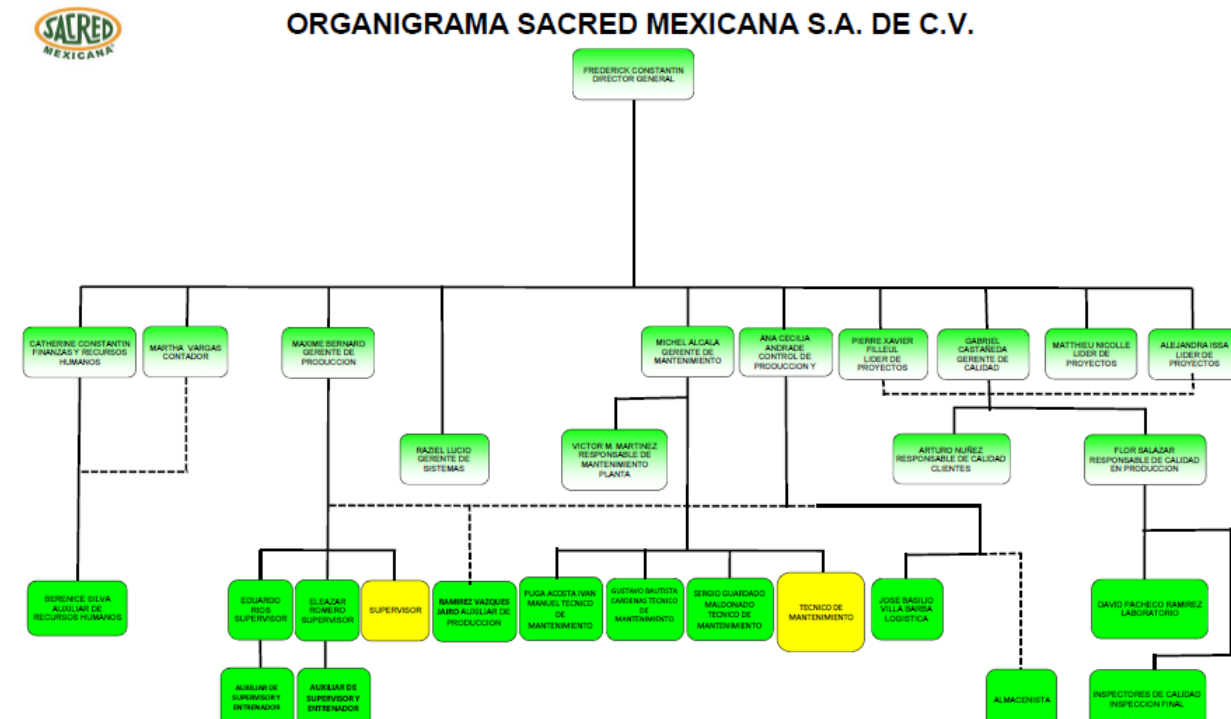 SACRED
MEXICANA
ORGANIGRAMA SACRED MEXICANA S.A. DE C.V.
FREDERICK CONSTANTIN
DIRECTOR GENERAL
CATHERINE CONSTANTIN
FINANZAS Y RECURSOS
HUMANOS
MARTHA VARGAS
CONTADOR
MAXIME BERNARD
GERENTE DE
PRODUCCION
MICHEL ALCALA
GERENTE DE
MANTENIMIENTO
ANA CECILIA
ANDRADE
CONTROL DE
PRODUCCION Y
PIERRE XAVIER
FILLEUL
LIDER DE
PROYECTOS
GABRIEL
CASTAÑEDA
GERENTE DE
CALIDAD
MATTHIEU NICOLLE
LIDER DE
PROYECTOS
ALEJANDRA ISSA
LIDER DE
PROYECTOS
RAZIEL LUCIO
GERENTE DE
SISTEMAS
VICTOR M. MARTINEZ
RESPONSABLE DE
MANTENIMIENTO
PLANTA
ARTURO NUÑEZ
RESPONSABLE DE CALIDAD
CLIENTES
FLOR SALAZAR
RESPONSABLE DE CALIDAD
EN PRODUCCION
BERENICE SILVA
AUXILIAR DE
RECURSOS HUMANOS
EDUARDO
RIOS
SUPERVISOR
ELEAZAR
ROMERO
SUPERVISOR
SUPERVISOR
RAMIREZ VAZQUES
JAIRO AUXILIAR DE
PRODUCCION
PUGA ACOSTA IVAN
MANUEL TECNICO
DE
MANTENIMIENTO
GUSTAVO BAUTISTA
CARDENAS TECNICO
DE
MANTENIMIENTO
SERGIO GUARDADO
MALDONADO
TECNICO DE
MANTENIMIENTO
TECNICO DE
MANTENIMIENTO
JOSE BASILIO
VILLA BARBA
LOGISTICA
DAVID PACHECO RAMIREZ
LABORATORIO
AUXILIAR DE
SUPERVISOR Y
ENTRENADOR
AUXILIAR DE
SUPERVISOR Y
ENTRENADOR
ALMACENISTA
INSPECTORES DE CALIDAD
INSPECCION FINAL